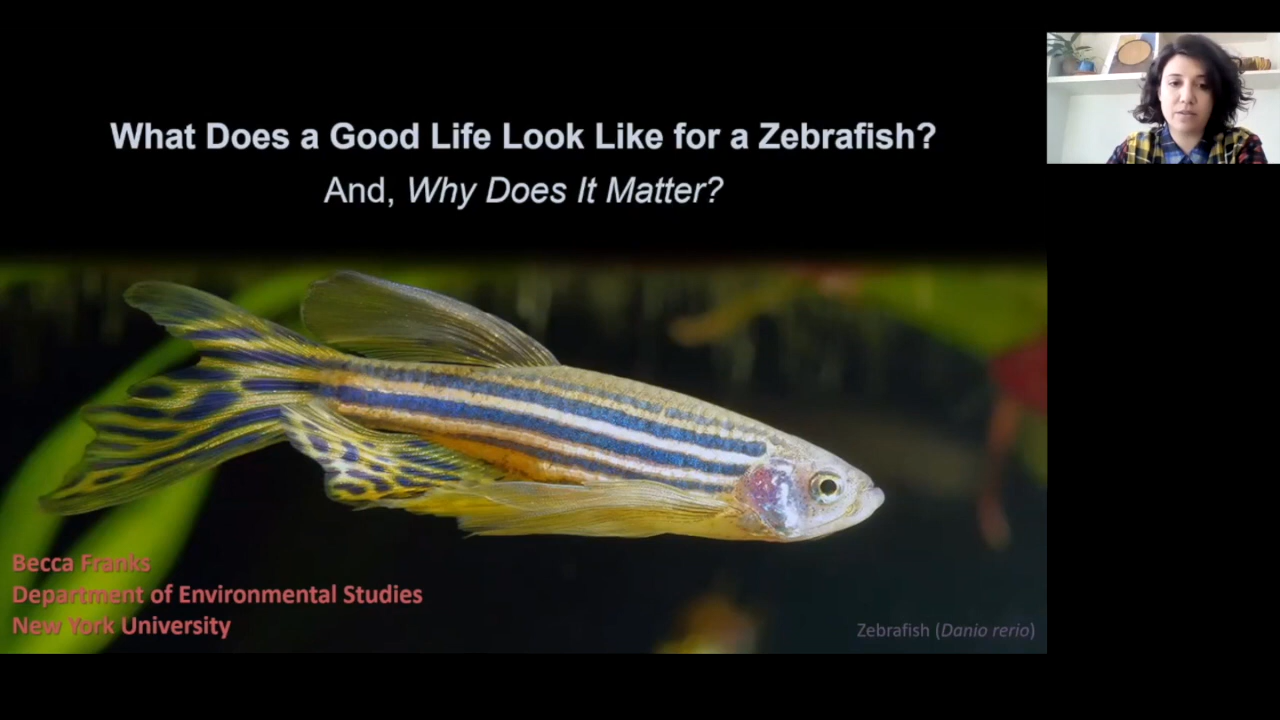 What Does a Good Life Look Like for a Zebrafish?
And, Why Does It Matter?
Becca Franks
Department of Environmental Studies
New York University
Zebrafish (Danio rerio)